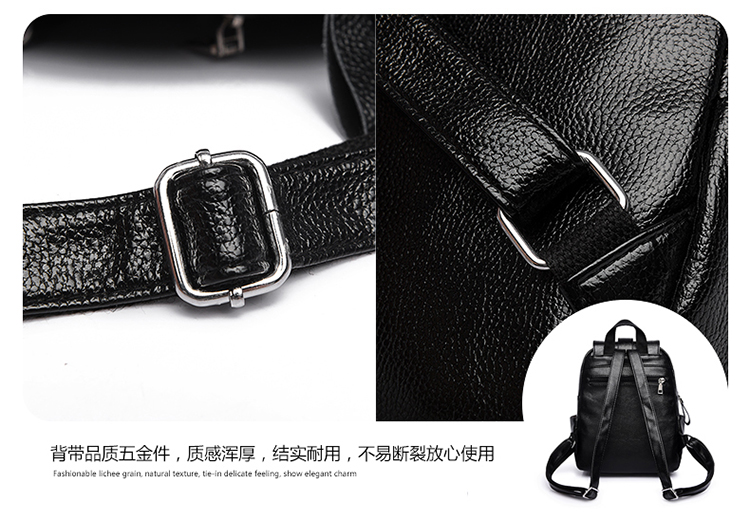 背带品质五金件，质感浑厚，结实耐用，不易断裂放心使用
Fashionable lichee grain, natural texture, tie-in delicate feeling, show elegant charm